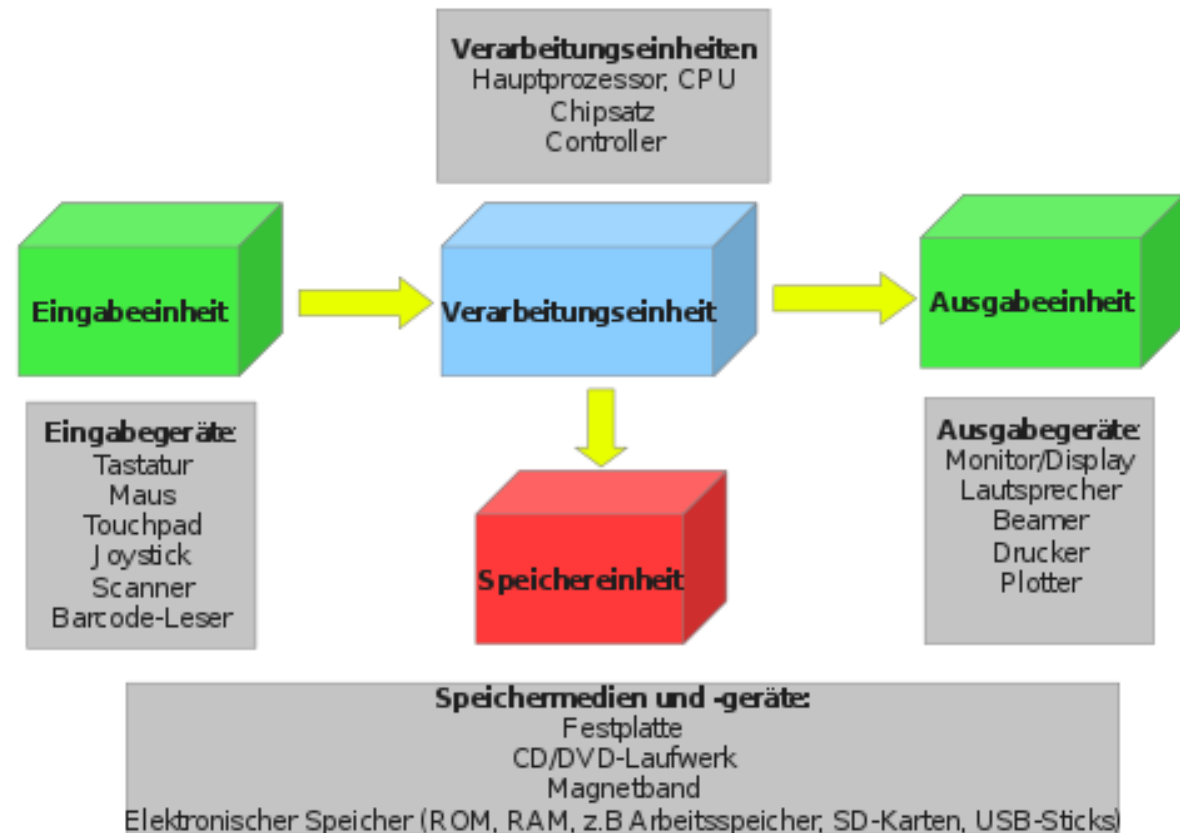 Verarbeitungseinheiten
Hauptprozessor, CPU
Chipsatz
Controller
Eingabeeinheit
Verarbeitungseinheit
Ausgabeeinheit
Eingabegeräte:
Tastatur
Maus
Touchpad
Joystick
Scanner
Barcode-Leser
Speichereinheit
Ausgabegeräte:
Monitor/Display
Lautsprecher
Beamer
Drucker
Plotter
Speichermedien und -geräte:
Festplatte
CD/DVD-Laufwerk
Magnetband
Elektronischer Speicher (ROM, RAM, z.B Arbeitsspeicher, SD-Karten, USB-Sticks)